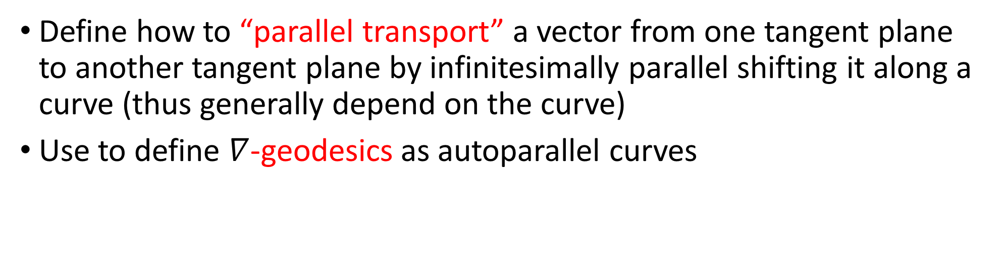 • Define how to “parallel transport” a vector from one tangent plane
to another tangent plane by infinitesimally parallel shifting it along a
curve (thus generally depend on the curve)
• Use to define ∇-geodesics as autoparallel curves